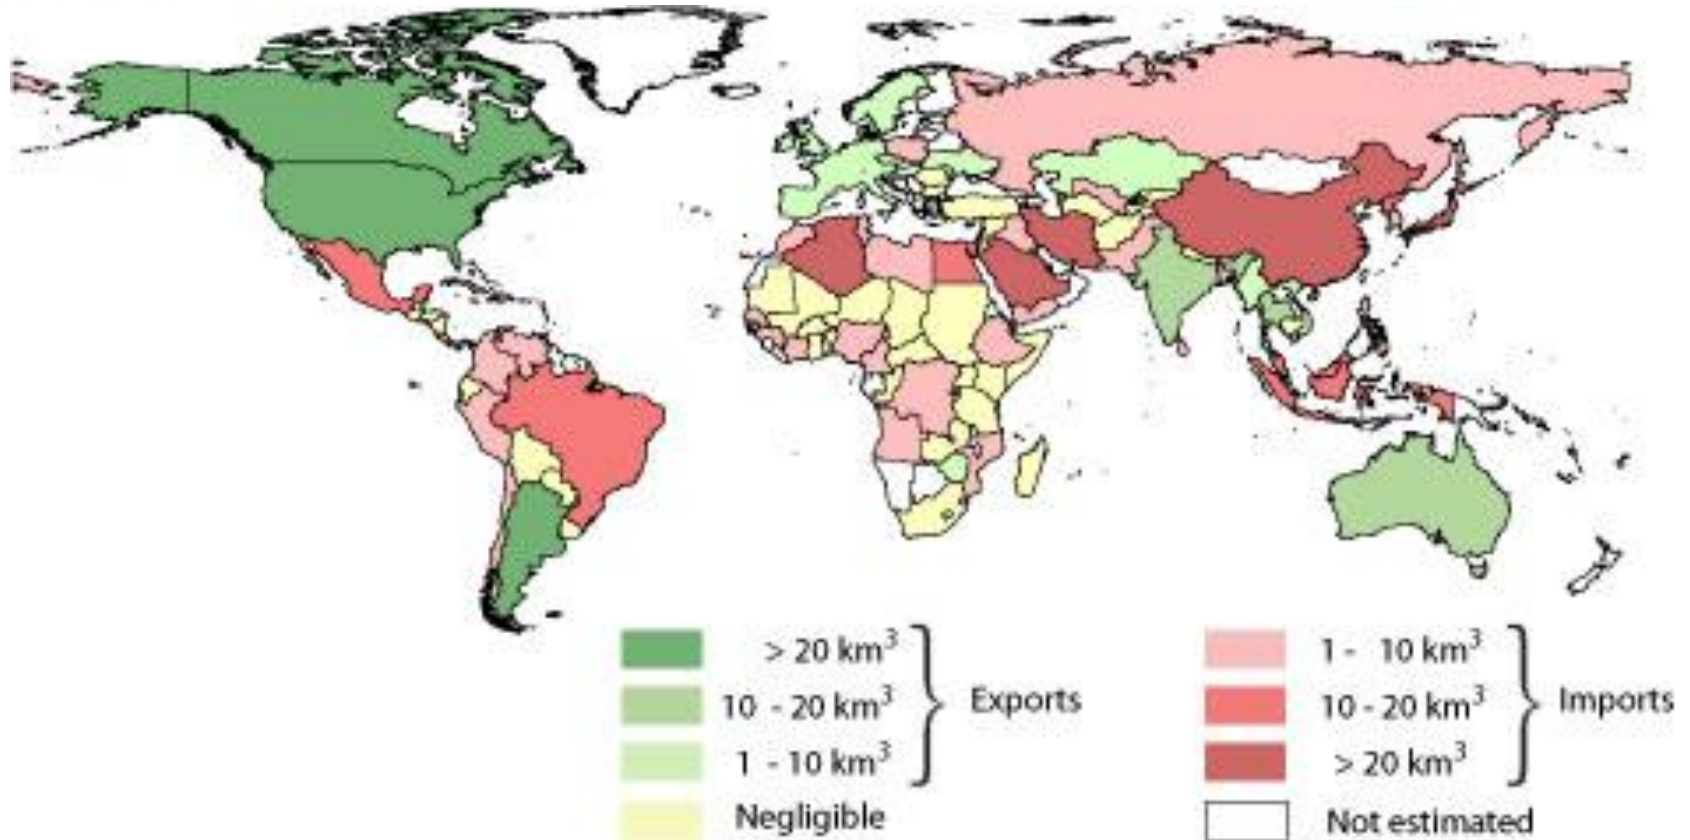 > 20 km³
10 - 20 km³
1 - 10 km³
Exports
Negligible
1 - 10 km³
10 - 20 km³
> 20 km³
Imports
Not estimated